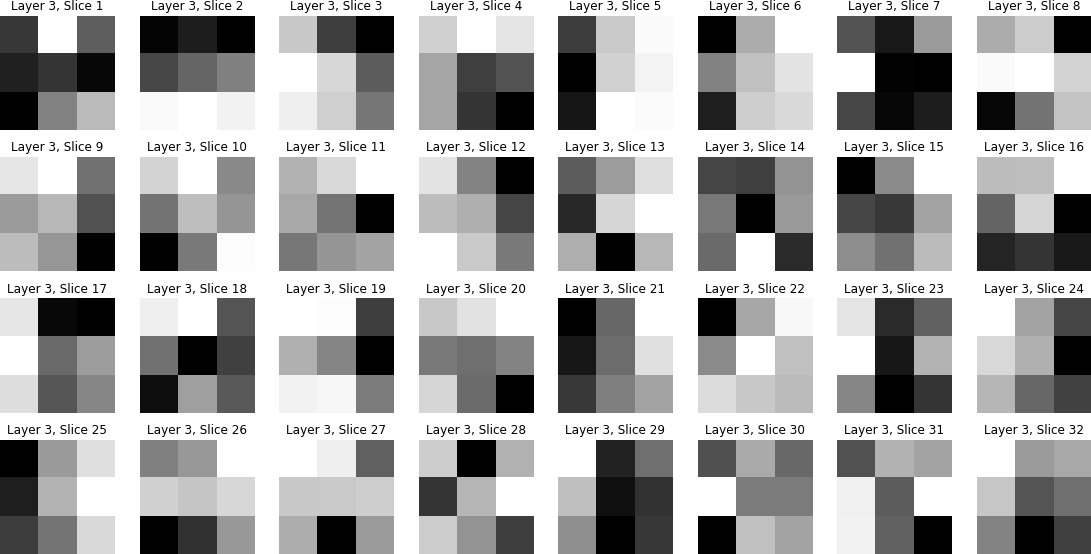 Layer 3, Slice 1 Layer 3, Slice 2 Layer 3, Slice 3 Layer 3, Slice 4 Layer 3, Slice 5 Layer 3, Slice 6 Layer 3, Slice 7 Layer 3, Slice 8
Layer 3, Slice 9 Layer 3, Slice 10 Layer 3, Slice 11 Layer 3, Slice 12 Layer 3, Slice 13 Layer 3, Slice 14 Layer 3, Slice 15 Layer 3, Slice 16
Layer 3, Slice 17 Layer 3, Slice 18 Layer 3, Slice 19 Layer 3, Slice 20 Layer 3, Slice 21 Layer 3, Slice 22 Layer 3, Slice 23 Layer 3, Slice 24
Layer 3, Slice 25 Layer 3, Slice 26 Layer 3, Slice 27 Layer 3, Slice 28 Layer 3, Slice 29 Layer 3, Slice 30 Layer 3, Slice 31 Layer 3, Slice 32